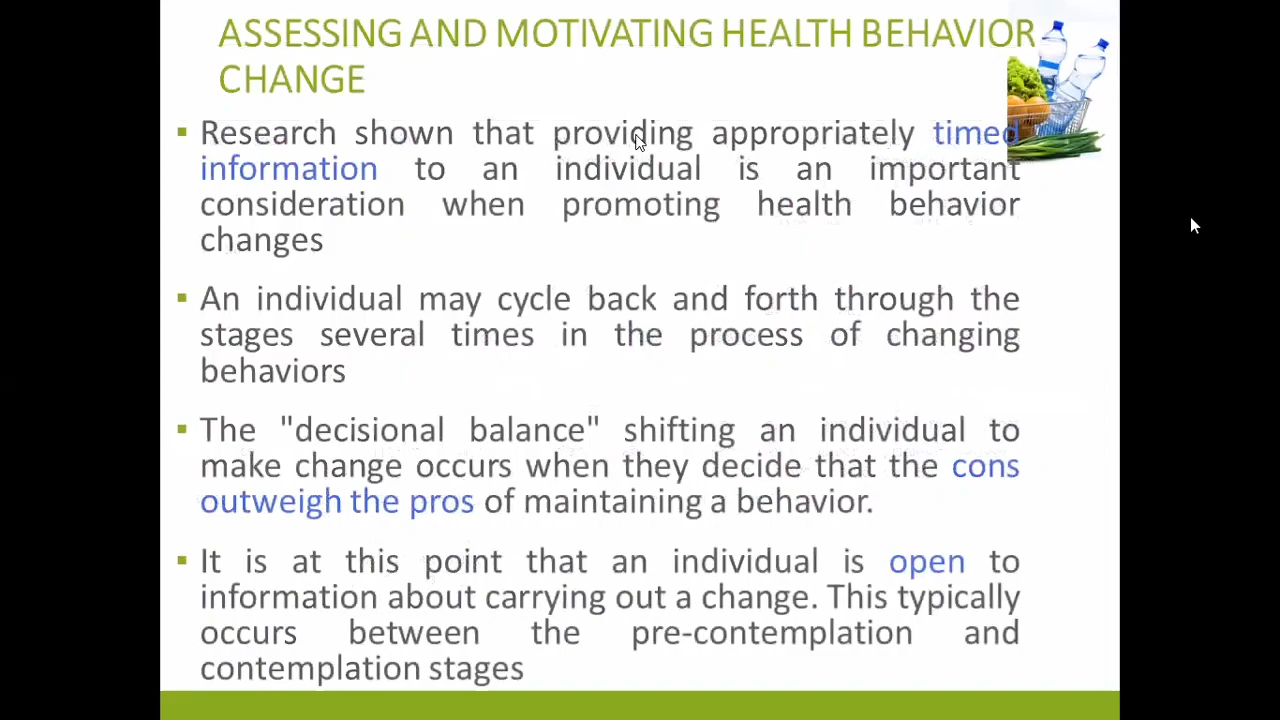 ASSESSING AND MOTIVATING HEALTH BEHAVIOR
CHANGE
▪ Research shown that providing appropriately timed
information to an individual is an important
consideration when promoting health behavior
changes
▪ An individual may cycle back and forth through the
stages several times in the process of changing
behaviors
▪ The "decisional balance" shifting an individual to
make change occurs when they decide that the cons
outweigh the pros of maintaining a behavior.
▪ It is at this point that an individual is open to
information about carrying out a change. This typically
occurs between the pre-contemplation and
contemplation stages